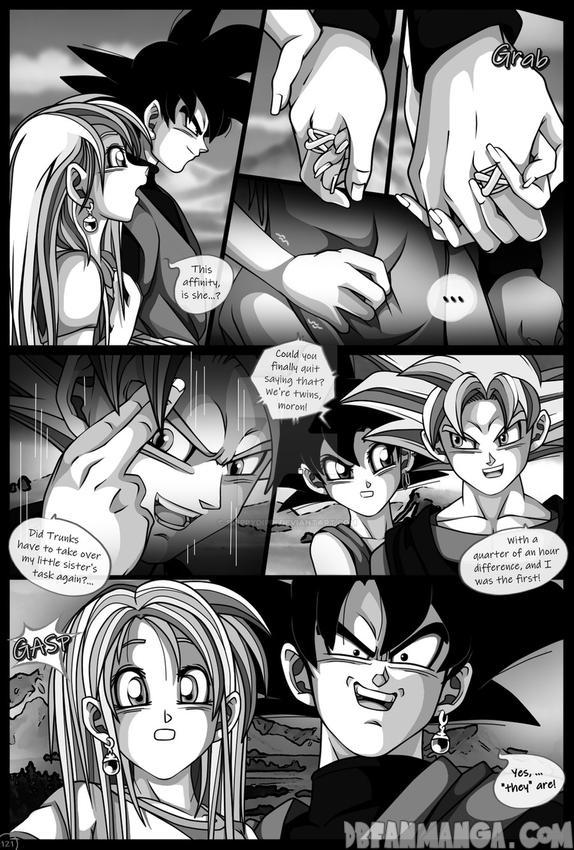 Grab
This
affinity,
is she...?
...
Could you
finally quit
saying that?
We're twins,
moron!
Did Trunks
have to take over
my little sister's
task again?...
With a
quarter of an hour
difference, and I
was the first!
GASP
Yes, ...
"they" are!
121
DBFANMANGA.COM